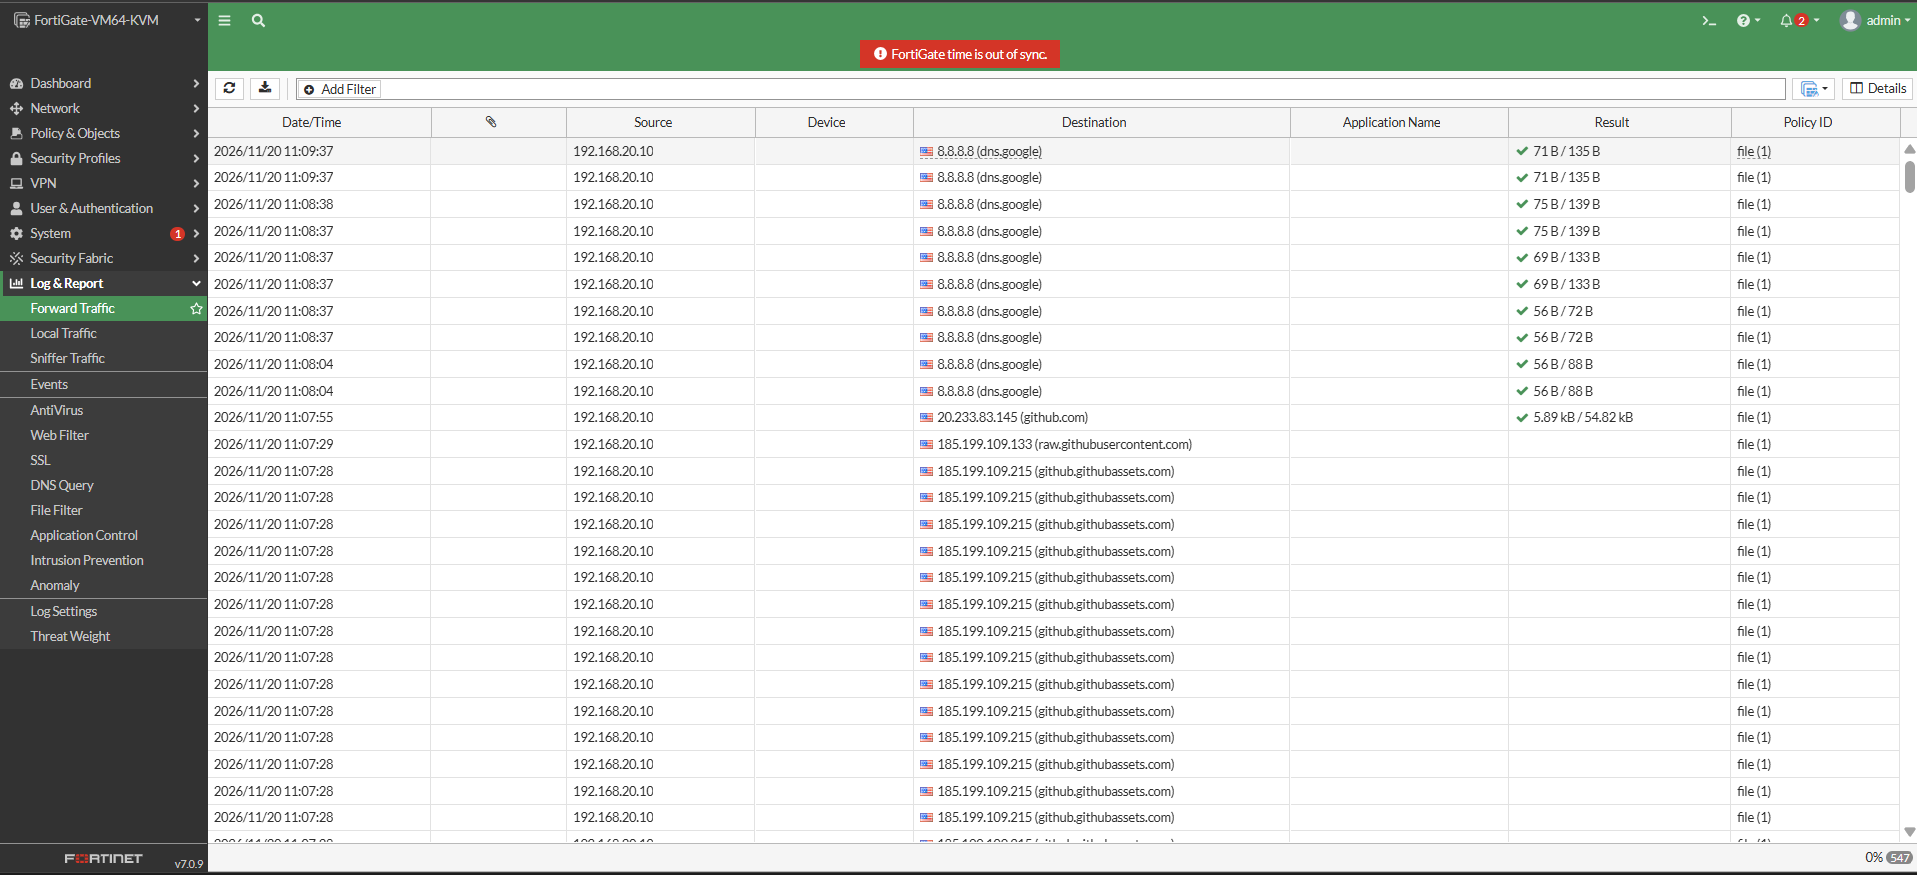 FortiGate-VM64-KVM
2 admin
FortiGate time is out of sync.
Add Filter
Details
Dashboard
Network
Policy & Objects
Security Profiles
VPN
User & Authentication
System 1
Security Fabric
Log & Report
Forward Traffic
Local Traffic
Sniffer Traffic
Events
AntiVirus
Web Filter
SSL
DNS Query
File Filter
Application Control
Intrusion Prevention
Anomaly
Log Settings
Threat Weight
FORTINET v7.0.9
Date/Time Source Device Destination Application Name Result Policy ID
2026/11/20 11:09:37 192.168.20.10 8.8.8.8 (dns.google) 71 B / 135 B file (1)
2026/11/20 11:09:37 192.168.20.10 8.8.8.8 (dns.google) 71 B / 135 B file (1)
2026/11/20 11:08:38 192.168.20.10 8.8.8.8 (dns.google) 75 B / 139 B file (1)
2026/11/20 11:08:37 192.168.20.10 8.8.8.8 (dns.google) 75 B / 139 B file (1)
2026/11/20 11:08:37 192.168.20.10 8.8.8.8 (dns.google) 69 B / 133 B file (1)
2026/11/20 11:08:37 192.168.20.10 8.8.8.8 (dns.google) 69 B / 133 B file (1)
2026/11/20 11:08:37 192.168.20.10 8.8.8.8 (dns.google) 56 B / 72 B file (1)
2026/11/20 11:08:37 192.168.20.10 8.8.8.8 (dns.google) 56 B / 72 B file (1)
2026/11/20 11:08:04 192.168.20.10 8.8.8.8 (dns.google) 56 B / 88 B file (1)
2026/11/20 11:08:04 192.168.20.10 8.8.8.8 (dns.google) 56 B / 88 B file (1)
2026/11/20 11:07:55 192.168.20.10 20.233.83.145 (github.com) 5.89 kB / 54.82 kB file (1)
2026/11/20 11:07:29 192.168.20.10 185.199.109.133 (raw.githubusercontent.com) file (1)
2026/11/20 11:07:28 192.168.20.10 185.199.109.215 (github.githubassets.com) file (1)
2026/11/20 11:07:28 192.168.20.10 185.199.109.215 (github.githubassets.com) file (1)
2026/11/20 11:07:28 192.168.20.10 185.199.109.215 (github.githubassets.com) file (1)
2026/11/20 11:07:28 192.168.20.10 185.199.109.215 (github.githubassets.com) file (1)
2026/11/20 11:07:28 192.168.20.10 185.199.109.215 (github.githubassets.com) file (1)
2026/11/20 11:07:28 192.168.20.10 185.199.109.215 (github.githubassets.com) file (1)
2026/11/20 11:07:28 192.168.20.10 185.199.109.215 (github.githubassets.com) file (1)
2026/11/20 11:07:28 192.168.20.10 185.199.109.215 (github.githubassets.com) file (1)
2026/11/20 11:07:28 192.168.20.10 185.199.109.215 (github.githubassets.com) file (1)
2026/11/20 11:07:28 192.168.20.10 185.199.109.215 (github.githubassets.com) file (1)
2026/11/20 11:07:28 192.168.20.10 185.199.109.215 (github.githubassets.com) file (1)
2026/11/20 11:07:28 192.168.20.10 185.199.109.215 (github.githubassets.com) file (1)
2026/11/20 11:07:28 192.168.20.10 185.199.109.215 (github.githubassets.com) file (1)
2026/11/20 11:07:28 192.168.20.10 185.199.109.215 (github.githubassets.com) file (1)
0% 547